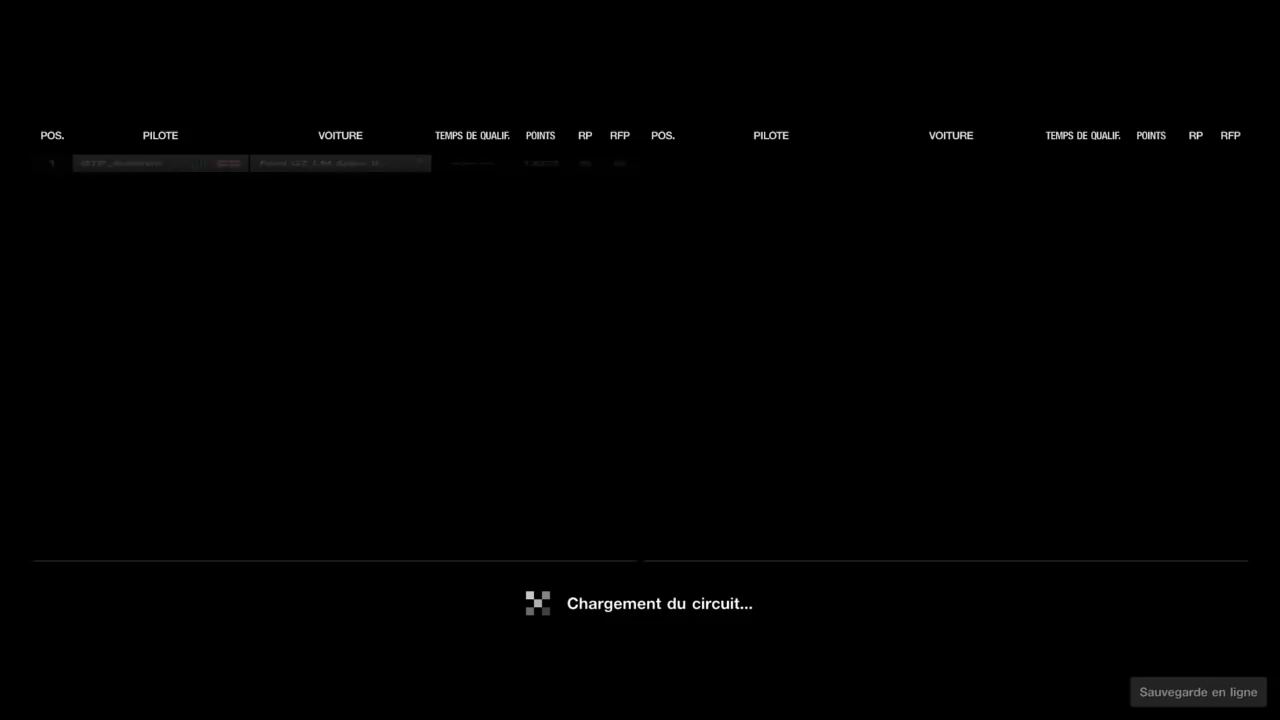 POS. PILOTE VOITURE TEMPS DE QUALIF. POINTS RP RFP POS. PILOTE VOITURE TEMPS DE QUALIF. POINTS RP RFP
1
Chargement du circuit...
Sauvegarde en ligne